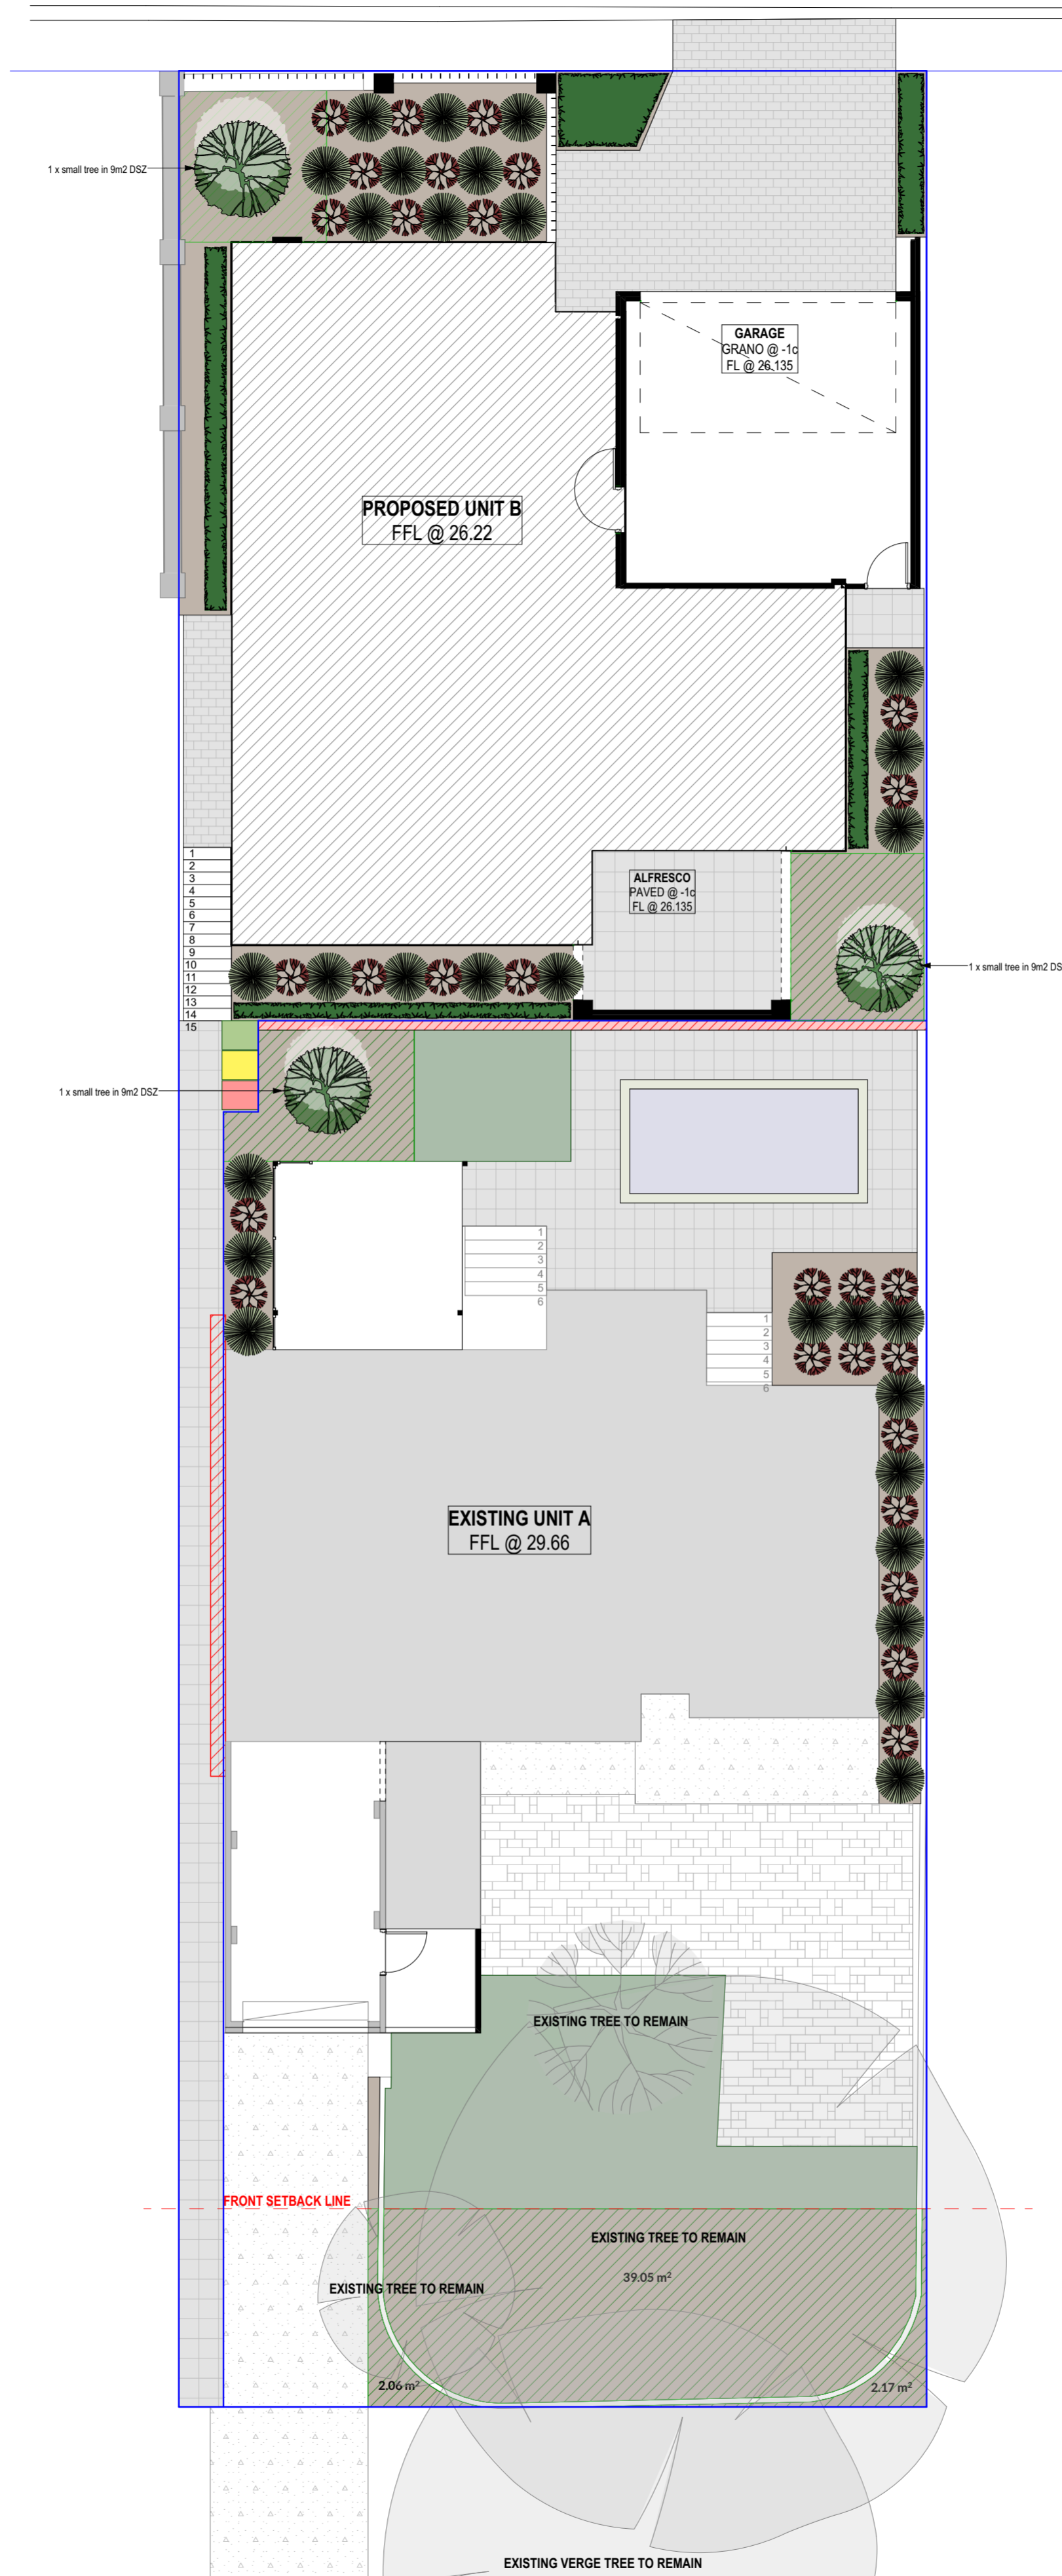 1 x small tree in 9m2 DSZ
GARAGE
GRANO @ -1c
FL @ 26.135
PROPOSED UNIT B
FFL @ 26.22
1
2
3
4
5
6
7
8
9
10
11
12
13
14
15
ALFRESCO
PAVED @ -1c
FL @ 26.135
1 x small tree in 9m2 DS
1 x small tree in 9m2 DSZ
1
2
3
4
5
6
1
2
3
4
5
6
EXISTING UNIT A
FFL @ 29.66
EXISTING TREE TO REMAIN
FRONT SETBACK LINE
EXISTING TREE TO REMAIN
39.05 m²
EXISTING TREE TO REMAIN
2.06 m²
2.17 m²
EXISTING VERGE TREE TO REMAIN